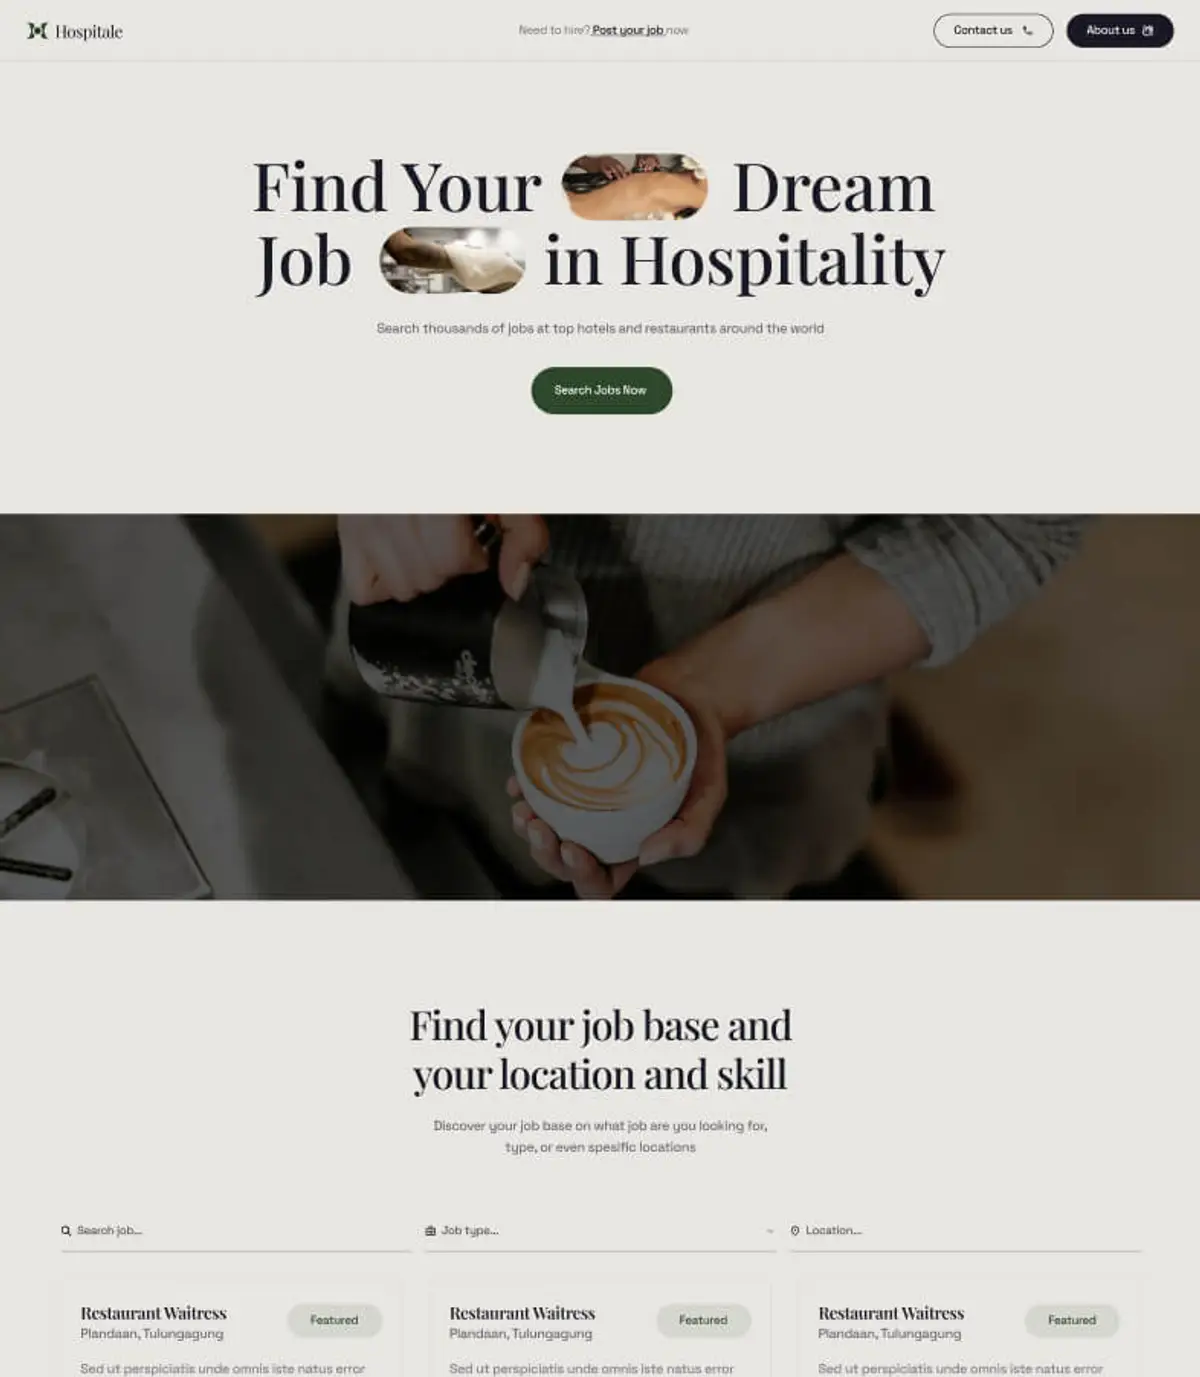 Hospitale
Need to hire? Post your job now
Contact us
About us
Find Your Dream
Job in Hospitality
Search thousands of jobs at top hotels and restaurants around the world
Search Jobs Now
Find your job base and
your location and skill
Discover your job base on what job are you looking for,
type, or even spesific locations
Search job...
Job type...
Location...
Restaurant Waitress
Featured
Plandaan, Tulungagung
Sed ut perspiciatis unde omnis iste natus error
Restaurant Waitress
Featured
Plandaan, Tulungagung
Sed ut perspiciatis unde omnis iste natus error
Restaurant Waitress
Featured
Plandaan, Tulungagung
Sed ut perspiciatis unde omnis iste natus error